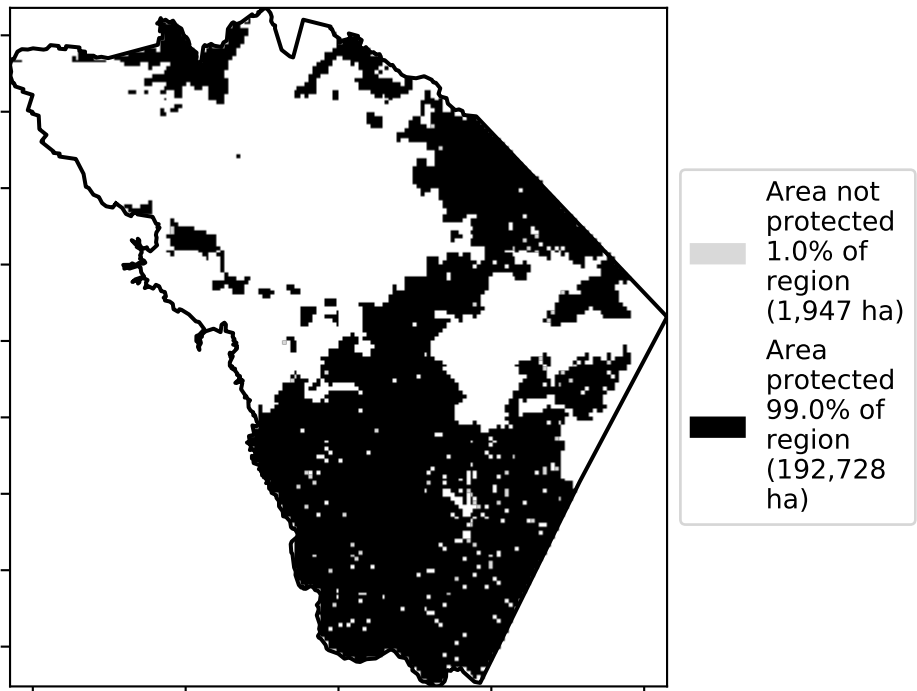 Area not
protected
1.0% of
region
(1,947 ha)
Area
protected
99.0% of
region
(192,728
ha)